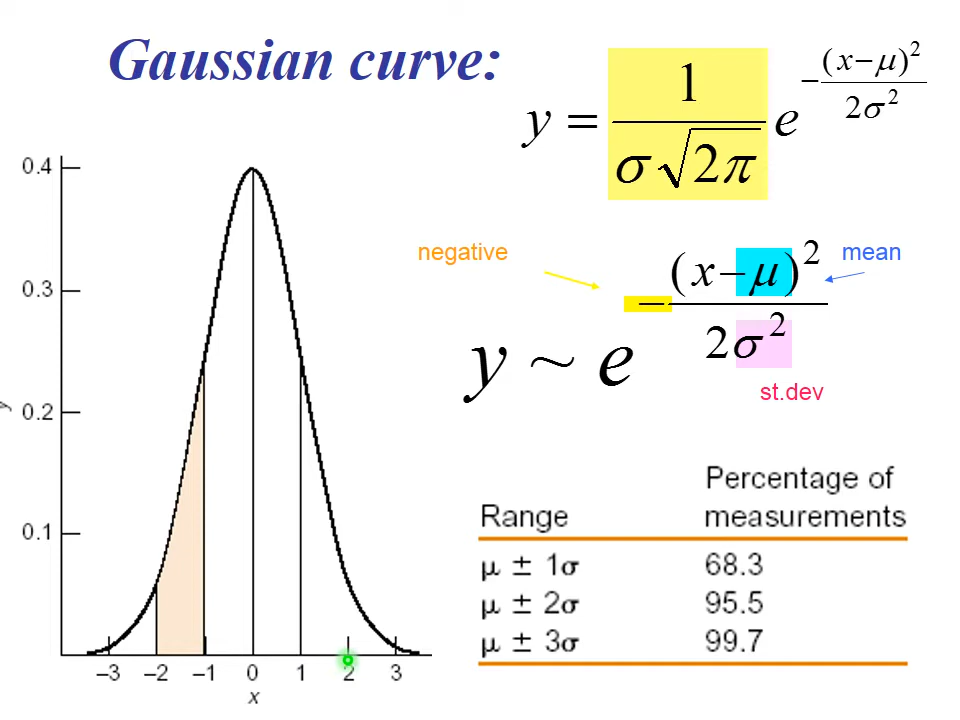 Gaussian curve:
y = 1 / σ√2π e^−(x−μ)² / 2σ²
negative
mean
y ~ e^−(x−μ)² / 2σ²
st.dev
0.4
0.3
0.2
0.1
y
−3 −2 −1 0 1 2 3
x
Range Percentage of measurements
μ ± 1σ 68.3
μ ± 2σ 95.5
μ ± 3σ 99.7